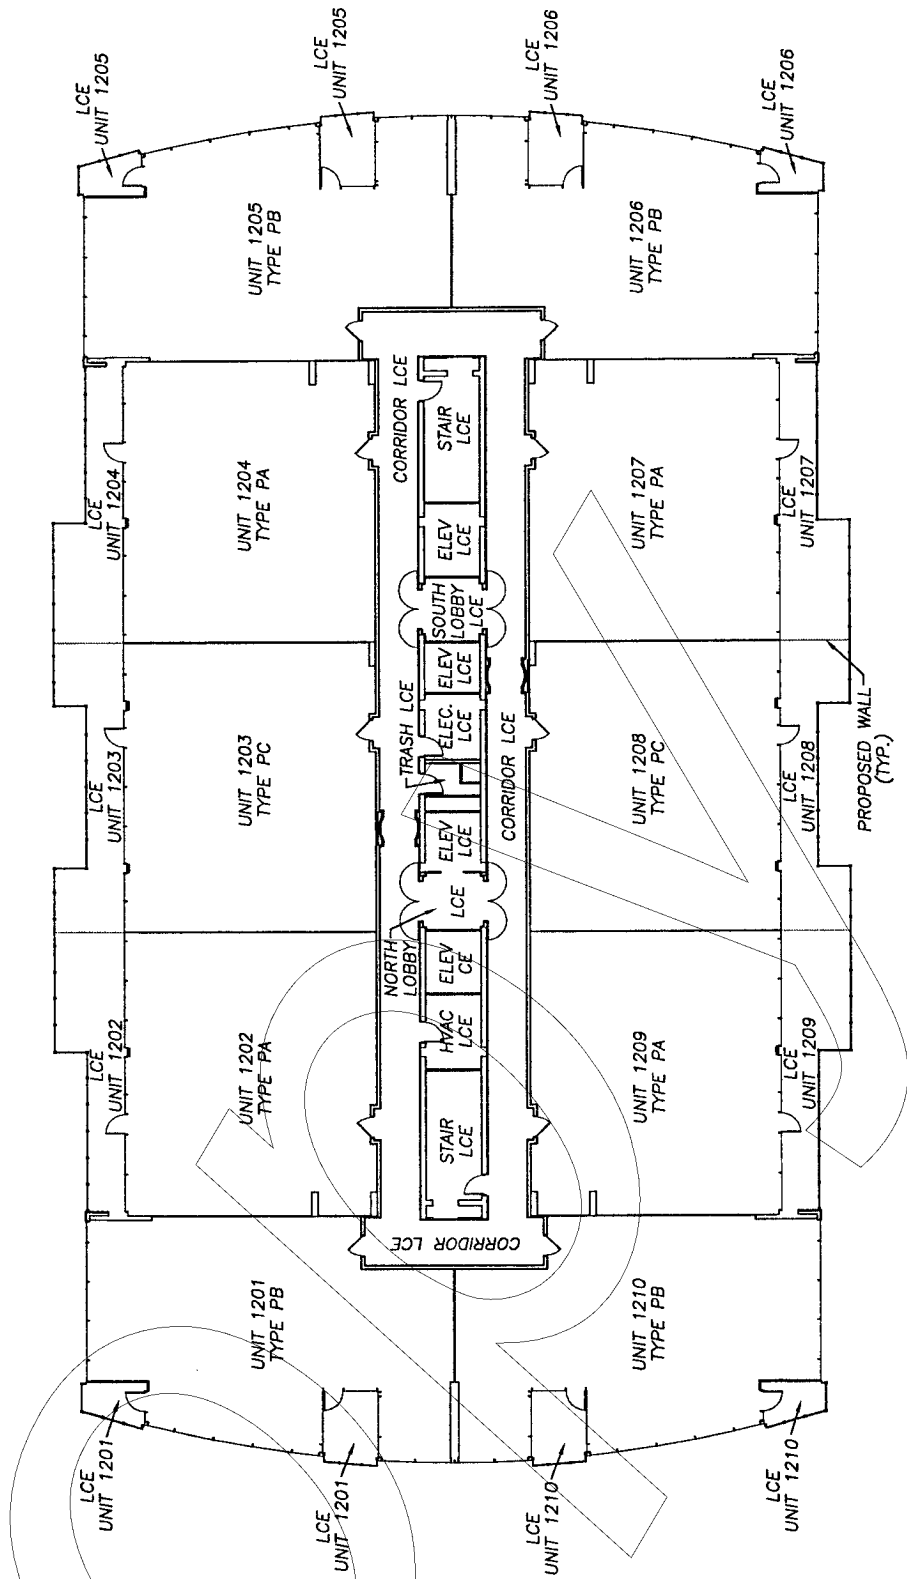 LCE
UNIT 1201
LCE
UNIT 1202
LCE
UNIT 1203
LCE
UNIT 1204
LCE
UNIT 1205
UNIT 1201
TYPE PB
UNIT 1202
TYPE PA
UNIT 1203
TYPE PC
UNIT 1204
TYPE PA
UNIT 1205
TYPE PB
LCE
UNIT 1201
LCE
UNIT 1205
CORRIDOR LCE
NORTH
LOBBY
TRASH LCE
CORRIDOR LCE
STAIR
LCE
HVAC
LCE
ELEV
CE
LCE
ELEV
LCE
ELEC.
LCE
ELEV
LCE
SOUTH
LOBBY
LCE
ELEV
LCE
STAIR
LCE
CORRIDOR LCE
LCE
UNIT 1210
LCE
UNIT 1206
UNIT 1210
TYPE PB
UNIT 1209
TYPE PA
UNIT 1208
TYPE PC
UNIT 1207
TYPE PA
UNIT 1206
TYPE PB
LCE
UNIT 1210
LCE
UNIT 1209
LCE
UNIT 1208
LCE
UNIT 1207
LCE
UNIT 1206
PROPOSED WALL
(TYP.)